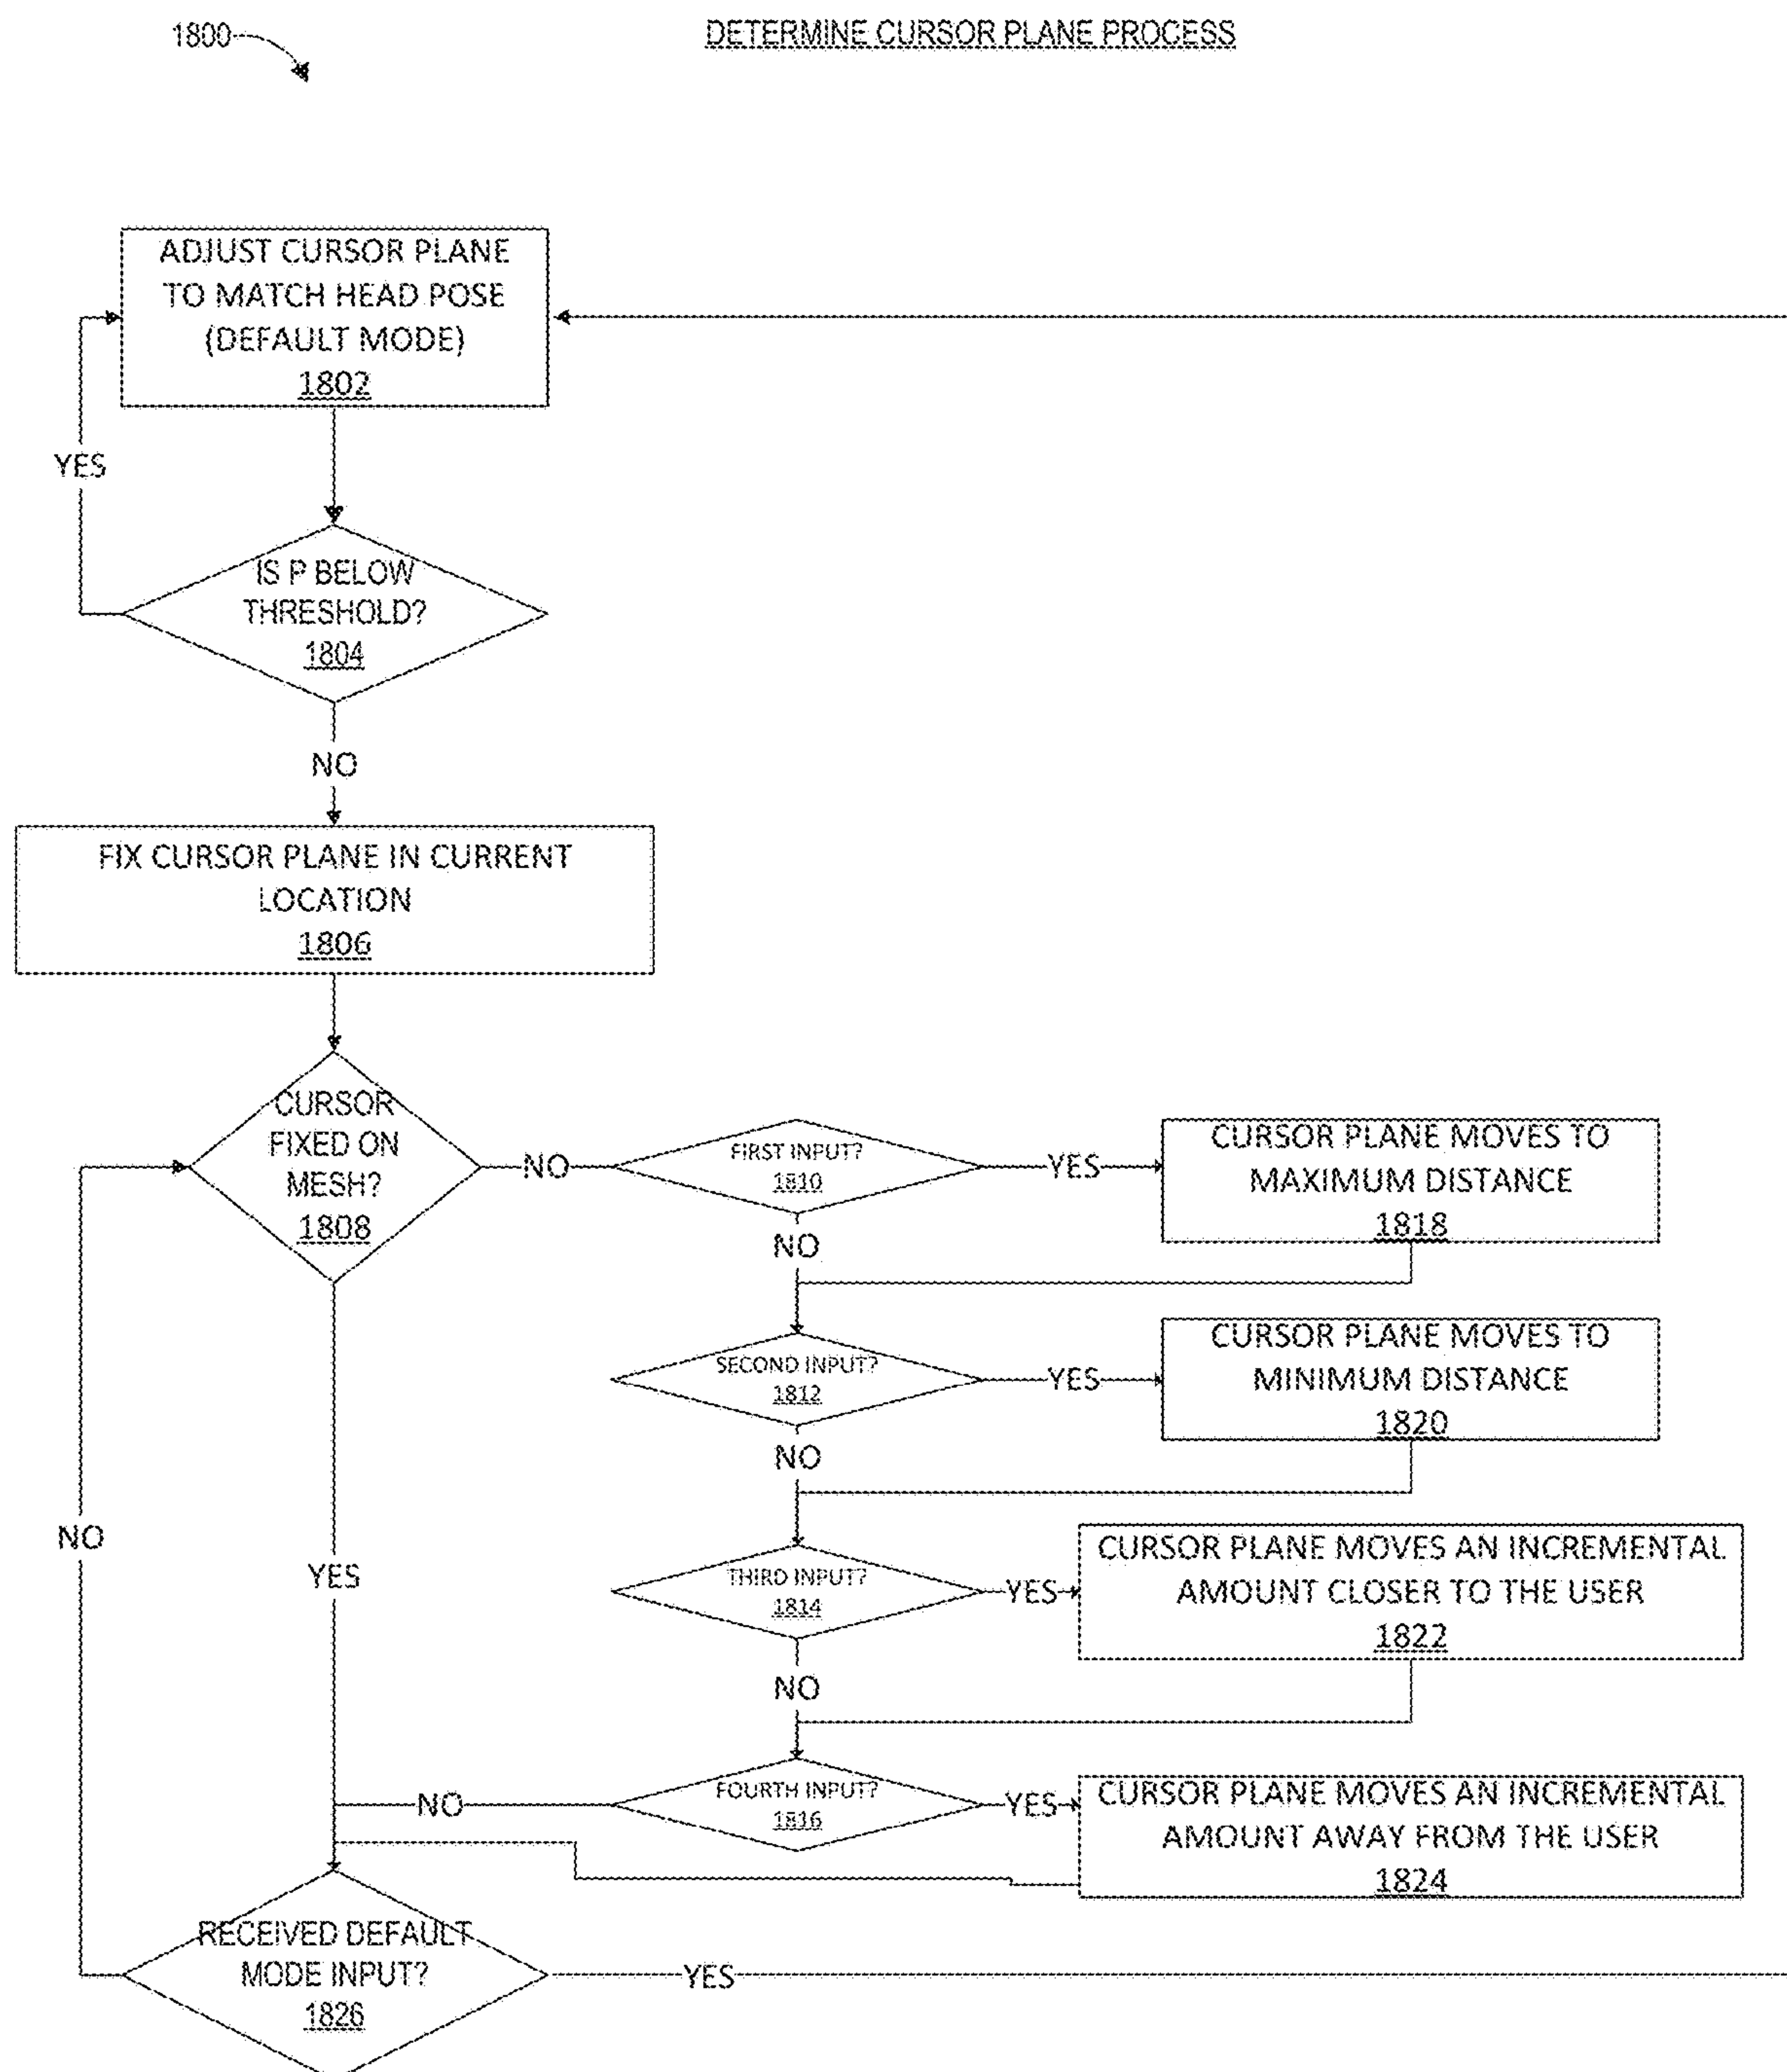 1800
DETERMINE CURSOR PLANE PROCESS
ADJUST CURSOR PLANE
TO MATCH HEAD POSE
(DEFAULT MODE)
1802
YES
IS P BELOW
THRESHOLD?
1804
NO
FIX CURSOR PLANE IN CURRENT
LOCATION
1806
CURSOR
FIXED ON
MESH?
1808
NO
FIRST INPUT?
1810
YES
CURSOR PLANE MOVES TO
MAXIMUM DISTANCE
1818
NO
SECOND INPUT?
1812
YES
CURSOR PLANE MOVES TO
MINIMUM DISTANCE
1820
NO
THIRD INPUT?
1814
YES
CURSOR PLANE MOVES AN INCREMENTAL
AMOUNT CLOSER TO THE USER
1822
NO
YES
NO
FOURTH INPUT?
1816
YES
CURSOR PLANE MOVES AN INCREMENTAL
AMOUNT AWAY FROM THE USER
1824
NO
RECEIVED DEFAULT
MODE INPUT?
1826
YES